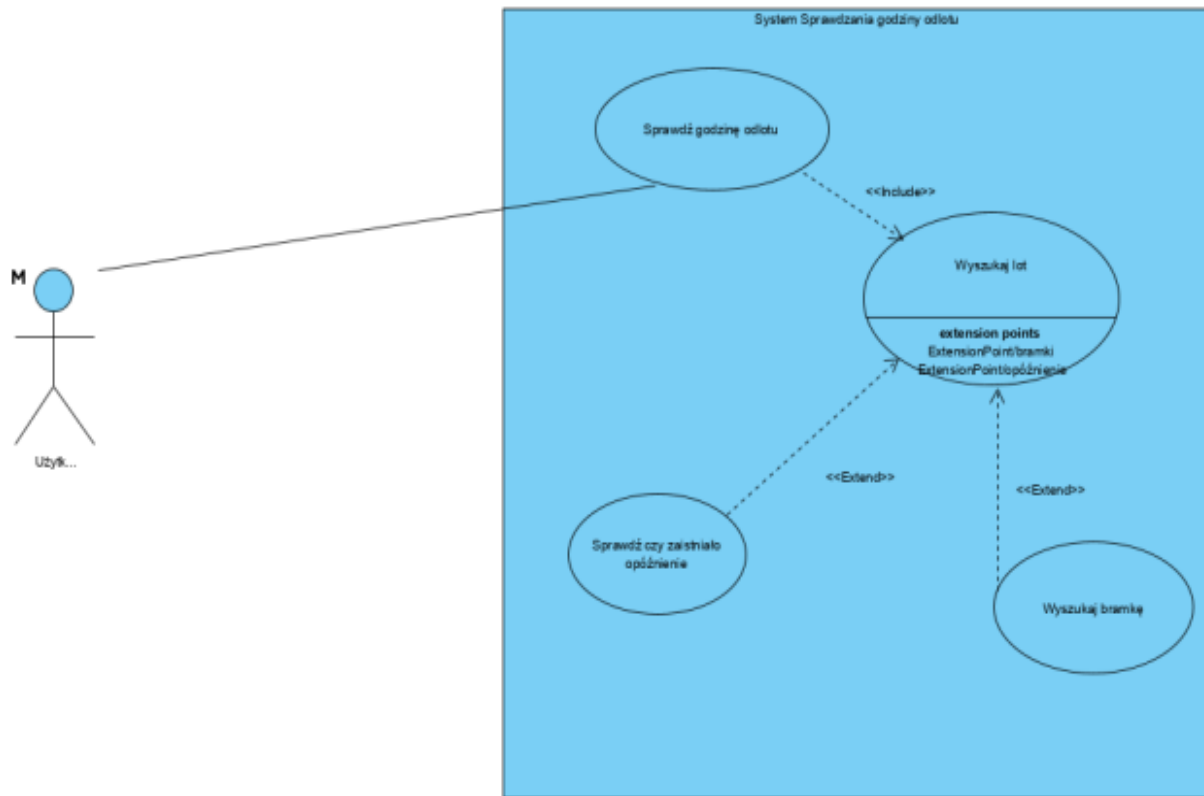 System Sprawdzania godziny odlotu
Sprawdź godzinę odlotu
<<Include>>
M
Wyszukaj lot
extension points
ExtensionPoint/bramki
ExtensionPoint/opóźnienie
Użytk...
<<Extend>>
<<Extend>>
Sprawdź czy zaistniało
opóźnienie
Wyszukaj bramkę